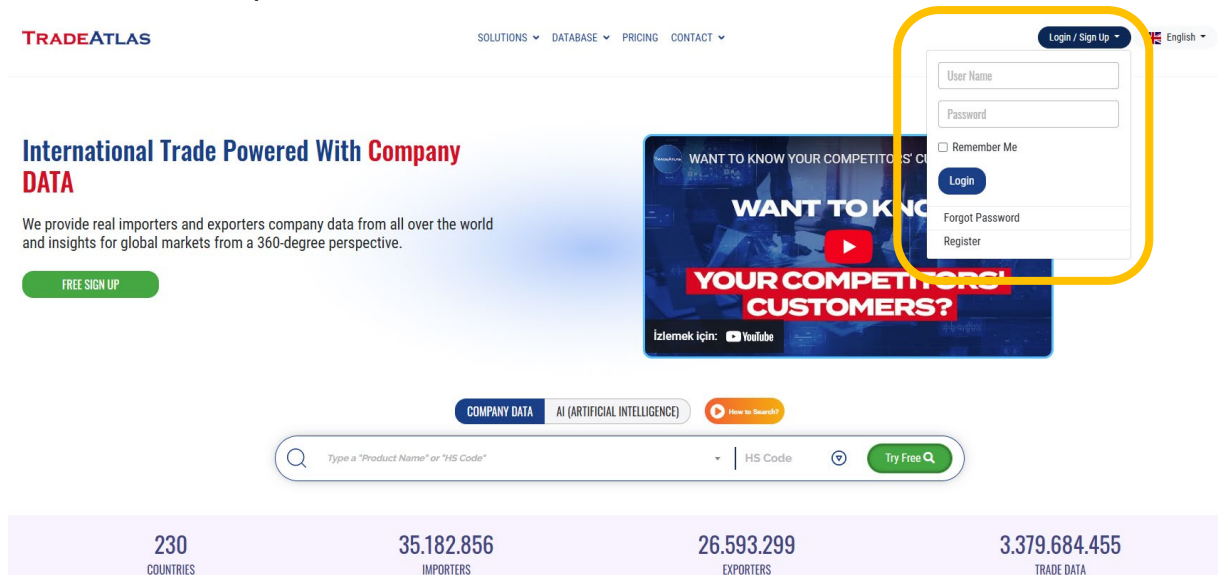 TRADEATLAS
SOLUTIONS DATABASE PRICING CONTACT
Login / Sign Up
English
User Name
Password
Remember Me
Login
Forgot Password
Register
International Trade Powered With Company
DATA
We provide real importers and exporters company data from all over the world
and insights for global markets from a 360-degree perspective.
FREE SIGN UP
WANT TO KNOW YOUR COMPETITORS' CU
WANT TO KNO
YOUR COMPETITORS'
CUSTOMERS?
İzlemek için: YouTube
COMPANY DATA AI (ARTIFICIAL INTELLIGENCE) How to Search?
Type a "Product Name" or "HS Code" HS Code Try Free
230 35.182.856 26.593.299 3.379.684.455
COUNTRIES IMPORTERS EXPORTERS TRADE DATA